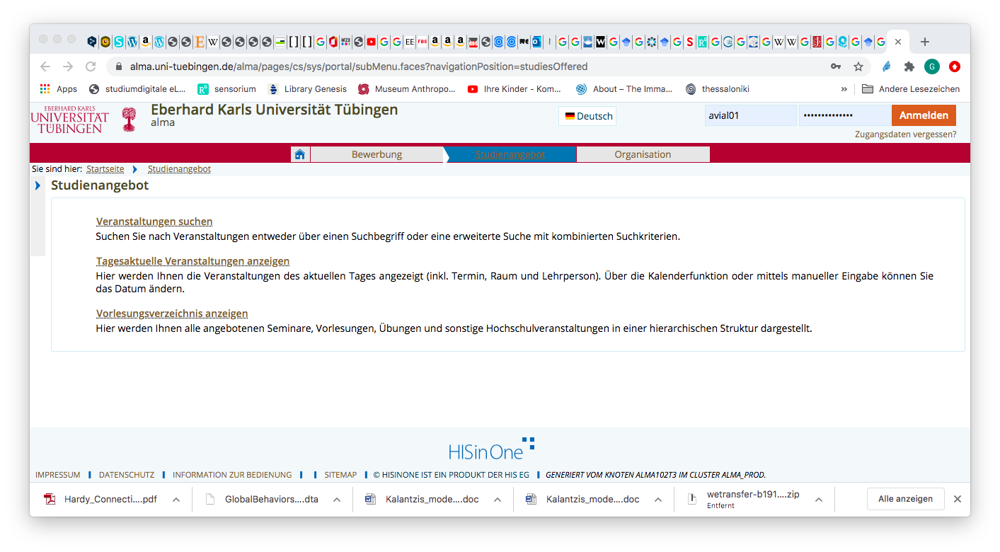 alma.uni-tuebingen.de/alma/pages/cs/sys/portal/subMenu.faces?navigationPosition=studiesOffered
G
Apps
studiumdigitale eL...
sensorium
Library Genesis
Museum Anthropo...
Ihre Kinder - Kom...
About – The Imma...
thessaloniki
»
Andere Lesezeichen
EBERHARD KARLS
UNIVERSITÄT
TÜBINGEN
Eberhard Karls Universität Tübingen
alma
Deutsch
avial01
Anmelden
Zugangsdaten vergessen?
Bewerbung
Studienangebot
Organisation
Sie sind hier: Startseite Studienangebot
Studienangebot
Veranstaltungen suchen
Suchen Sie nach Veranstaltungen entweder über einen Suchbegriff oder eine erweiterte Suche mit kombinierten Suchkriterien.
Tagesaktuelle Veranstaltungen anzeigen
Hier werden Ihnen die Veranstaltungen des aktuellen Tages angezeigt (inkl. Termin, Raum und Lehrperson). Über die Kalenderfunktion oder mittels manueller Eingabe können Sie
das Datum ändern.
Vorlesungsverzeichnis anzeigen
Hier werden Ihnen alle angebotenen Seminare, Vorlesungen, Übungen und sonstige Hochschulveranstaltungen in einer hierarchischen Struktur dargestellt.
HISinOne
IMPRESSUM DATENSCHUTZ INFORMATION ZUR BEDIENUNG SITEMAP © HISINONE IST EIN PRODUKT DER HIS EG GENERIERT VOM KNOTEN ALMA102T3 IM CLUSTER ALMA_PROD.
Hardy_Connecti....pdf
GlobalBehaviors....dta
Kalantzis_mode....doc
Kalantzis_mode....doc
wetransfer-b191....zip
Entfernt
Alle anzeigen